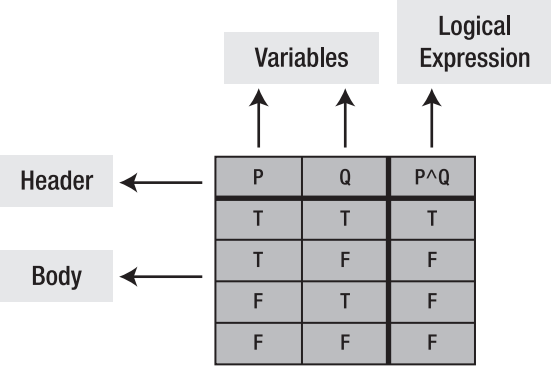 Logical
Expression
Variables
Header
P Q P^Q
T T T
Body
T F F
F T F
F F F